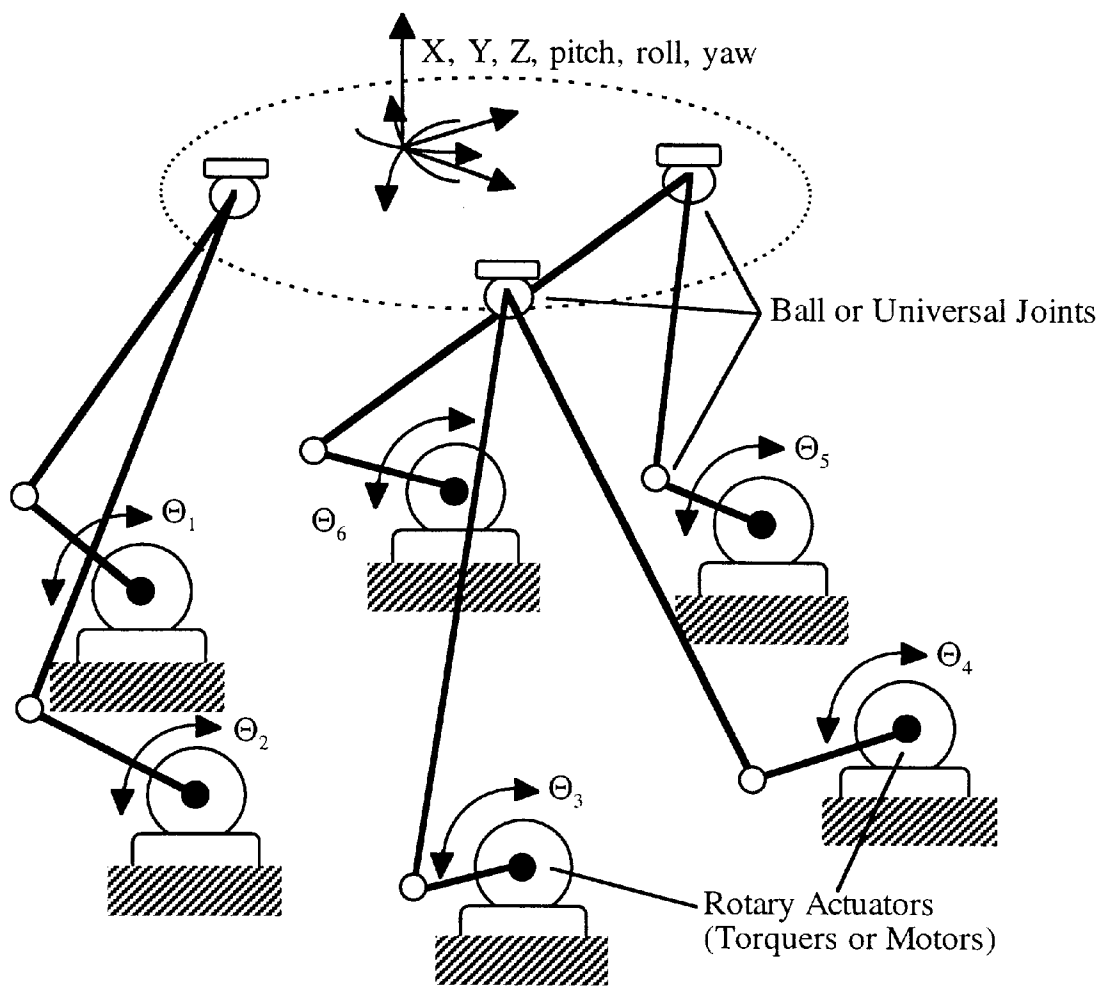 X, Y, Z, pitch, roll, yaw
Ball or Universal Joints
Θ5
Θ1
Θ6
Θ4
Θ2
Θ3
Rotary Actuators
(Torquers or Motors)